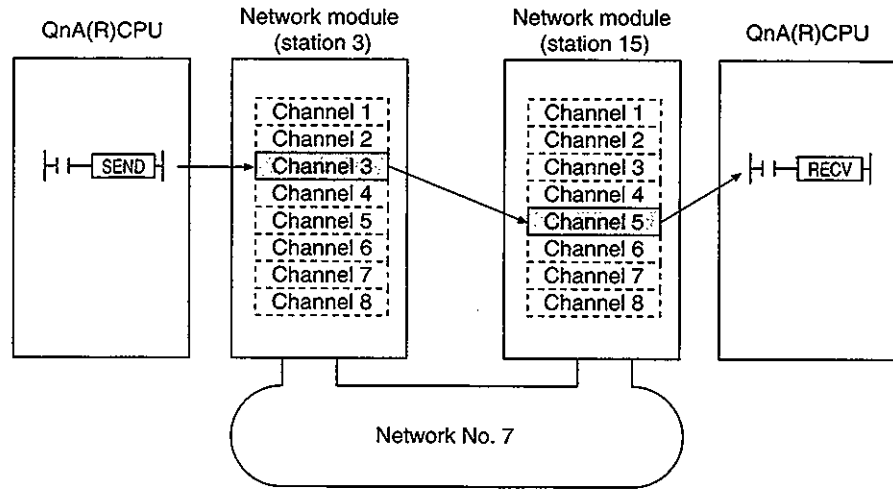 QnA(R)CPU
Network module
(station 3)
Network module
(station 15)
QnA(R)CPU
SEND
Channel 1
Channel 2
Channel 3
Channel 4
Channel 5
Channel 6
Channel 7
Channel 8
Channel 1
Channel 2
Channel 3
Channel 4
Channel 5
Channel 6
Channel 7
Channel 8
RECV
Network No. 7